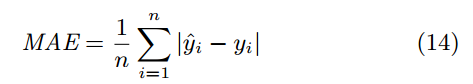 MAE = \frac{1}{n} \sum_{i=1}^{n} |\hat{y}_i - y_i| (14)